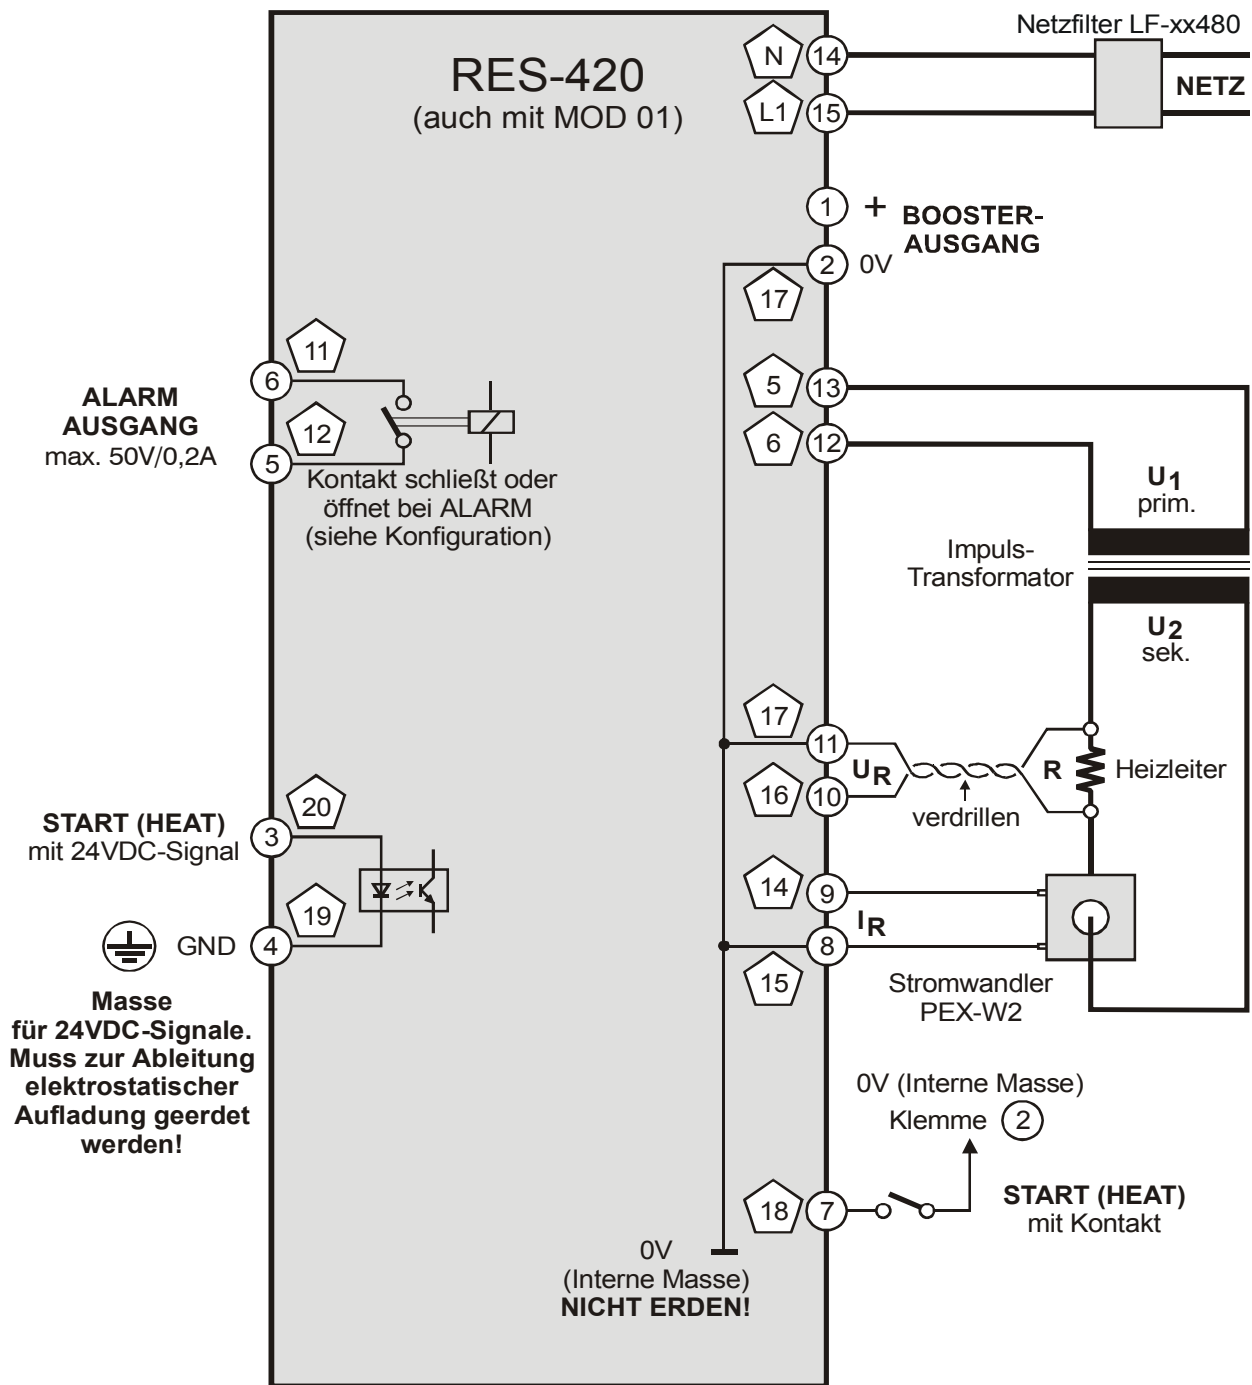 Netzfilter LF-xx480
RES-420
(auch mit MOD 01)
N 14
NETZ
L1 15
1 + BOOSTER-
AUSGANG
2 0V
17
11
6
ALARM
AUSGANG
max. 50V/0,2A
12
5
Kontakt schließt oder
öffnet bei ALARM
(siehe Konfiguration)
5 13
6 12
U1
prim.
Impuls-
Transformator
U2
sek.
17
11
UR
R
Heizleiter
16 10
verdrillen
20
START (HEAT)
mit 24VDC-Signal
3
19
GND 4
Masse
für 24VDC-Signale.
Muss zur Ableitung
elektrostatischer
Aufladung geerdet
werden!
14 9
IR
8
15
Stromwandler
PEX-W2
0V (Interne Masse)
Klemme 2
18 7
START (HEAT)
mit Kontakt
0V
(Interne Masse)
NICHT ERDEN!